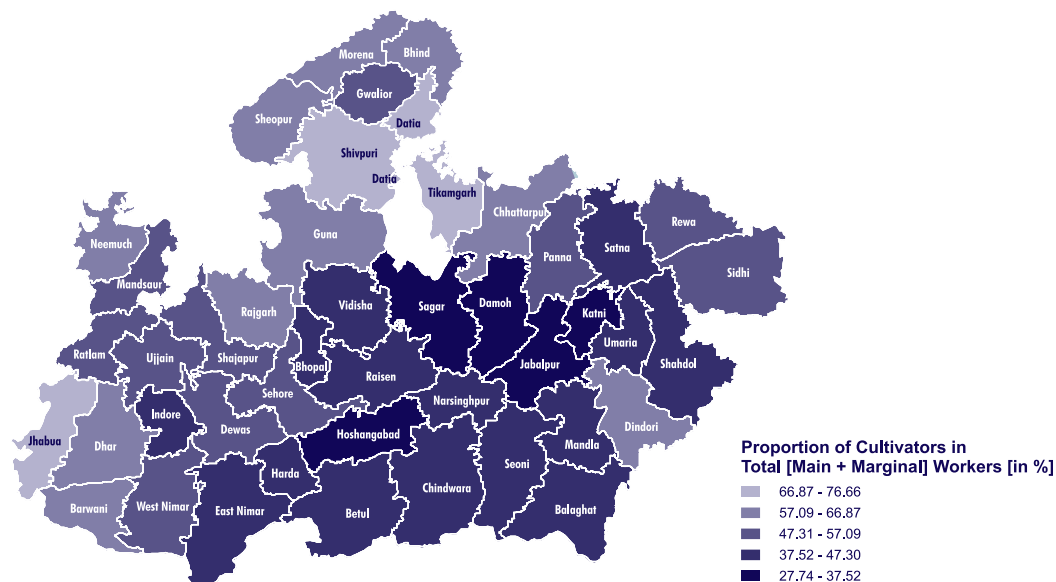 Morena
Bhind
Gwalior
Sheopur
Datia
Shivpuri
Datia
Tikamgarh
Chhattarpur
Rewa
Neemuch
Guna
Satna
Panna
Sidhi
Mandsaur
Vidisha
Sagar
Damoh
Katni
Rajgarh
Umaria
Ratlam
Ujjain
Shajapur
Bhopal
Raisen
Jabalpur
Shahdol
Sehore
Narsinghpur
Indore
Jhabua
Dhar
Dewas
Hoshangabad
Mandla
Dindori
Seoni
Harda
Chindwara
Barwani
West Nimar
East Nimar
Betul
Balaghat
Proportion of Cultivators in
Total [Main + Marginal] Workers [in %]
66.87 - 76.66
57.09 - 66.87
47.31 - 57.09
37.52 - 47.30
27.74 - 37.52